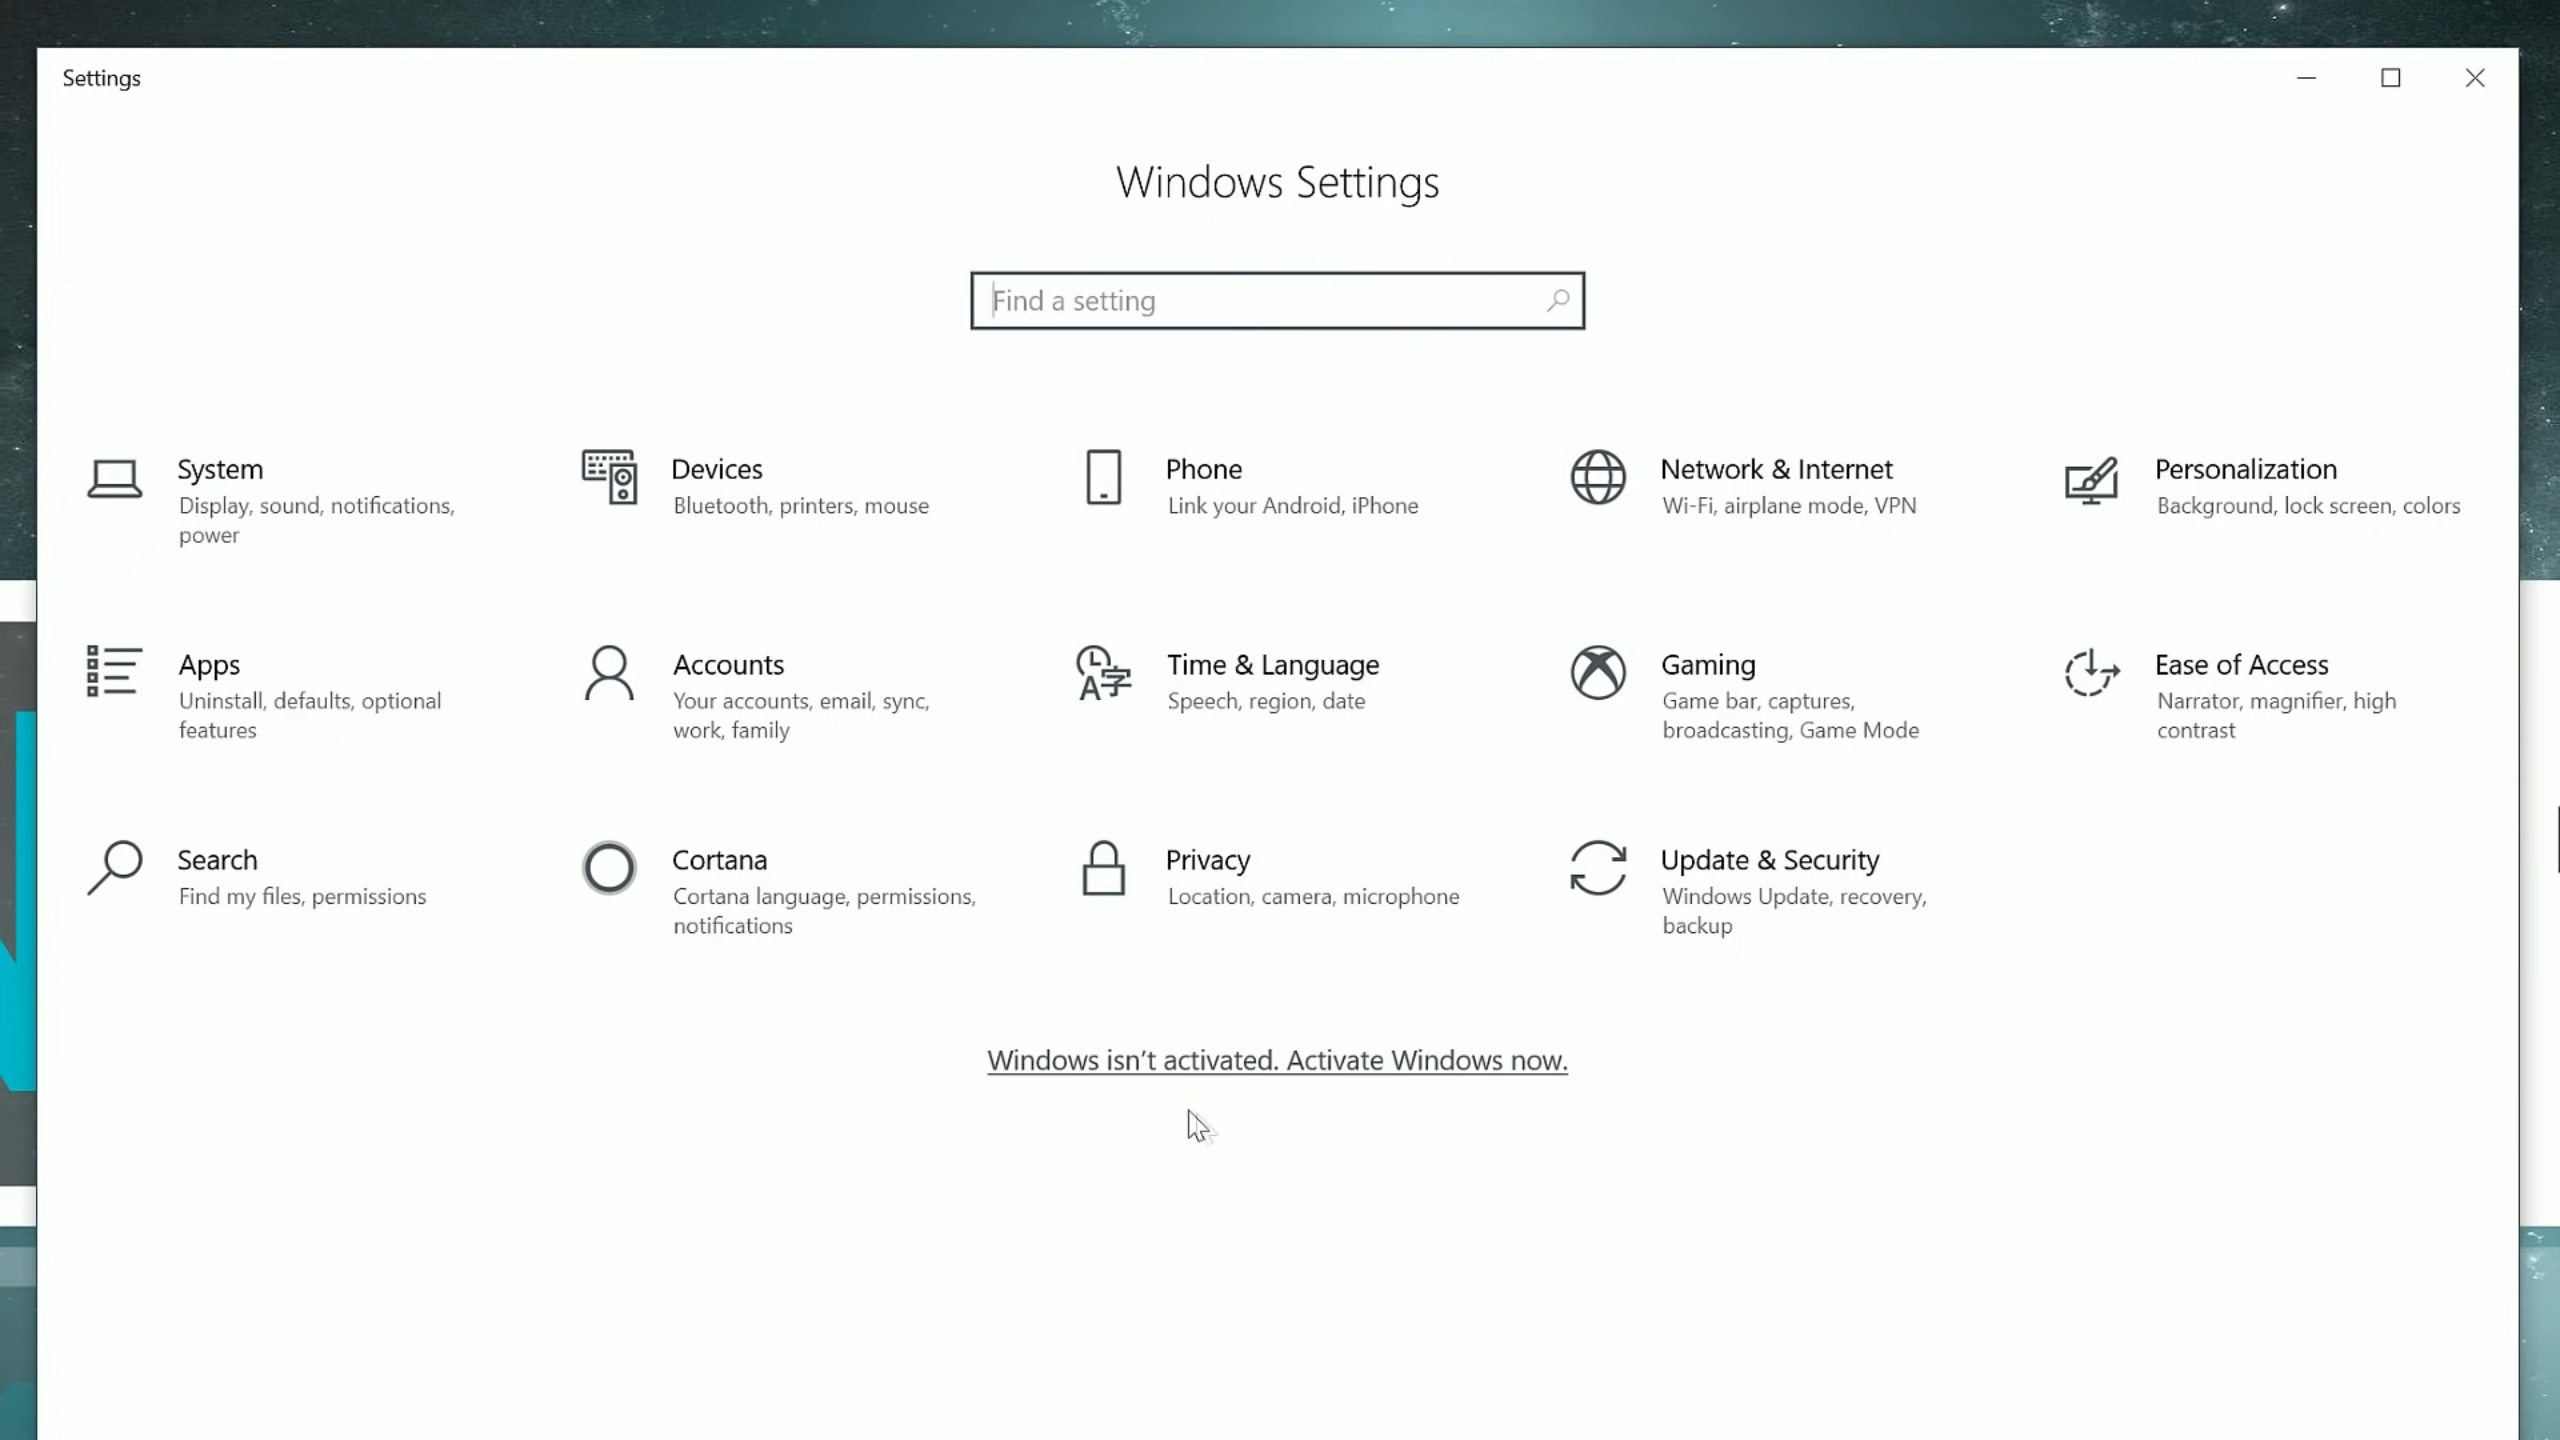 Settings
Windows Settings
Find a setting
System
Display, sound, notifications,
power
Devices
Bluetooth, printers, mouse
Phone
Link your Android, iPhone
Network & Internet
Wi-Fi, airplane mode, VPN
Personalization
Background, lock screen, colors
Apps
Uninstall, defaults, optional
features
Accounts
Your accounts, email, sync,
work, family
Time & Language
Speech, region, date
Gaming
Game bar, captures,
broadcasting, Game Mode
Ease of Access
Narrator, magnifier, high
contrast
Search
Find my files, permissions
Cortana
Cortana language, permissions,
notifications
Privacy
Location, camera, microphone
Update & Security
Windows Update, recovery,
backup
Windows isn't activated. Activate Windows now.